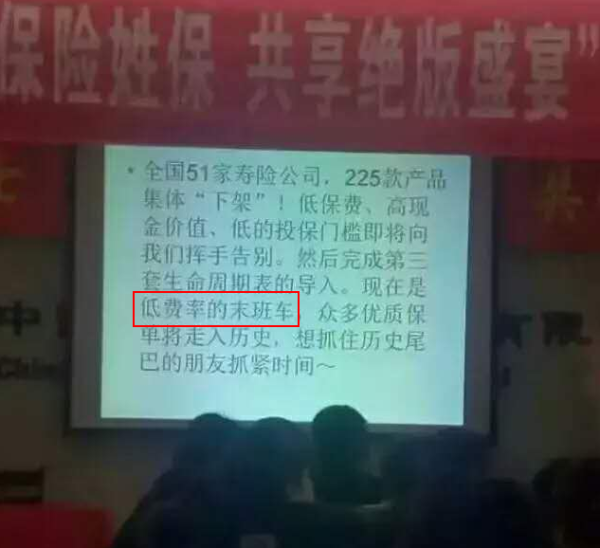 保险姓保 共享绝版盛宴”
• 全国51家寿险公司，225款产品
集体“下架”！低保费、高现
金价值、低的投保门槛即将向
我们挥手告别。然后完成第三
套生命周期表的导入。现在是
低费率的末班车，众多优质保
单将走入历史，想抓住历史尾
巴的朋友抓紧时间～
中
有限
Chin